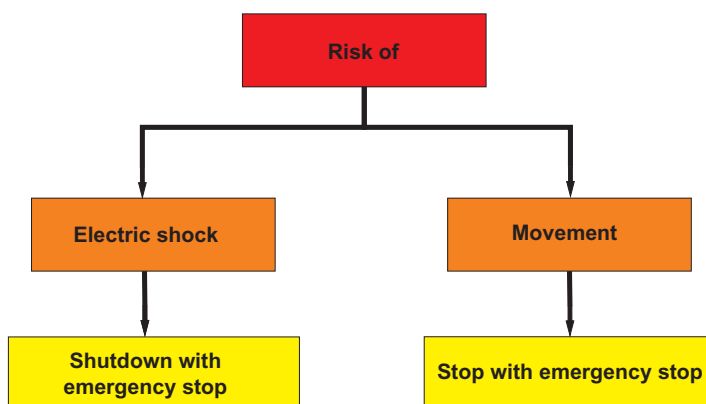 Risk of
Electric shock
Movement
Shutdown with
emergency stop
Stop with emergency stop